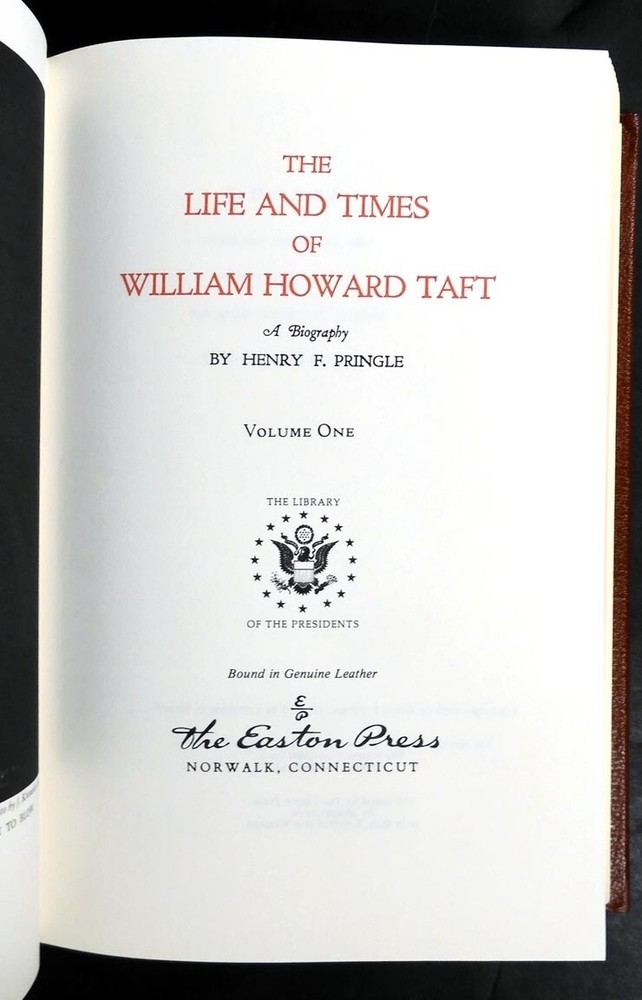 THE
LIFE AND TIMES
OF
WILLIAM HOWARD TAFT
A Biography
BY HENRY F. PRINGLE
VOLUME ONE
THE LIBRARY
OF THE PRESIDENTS
Bound in Genuine Leather
E
P
The Easton Press
NORWALK, CONNECTICUT
TO